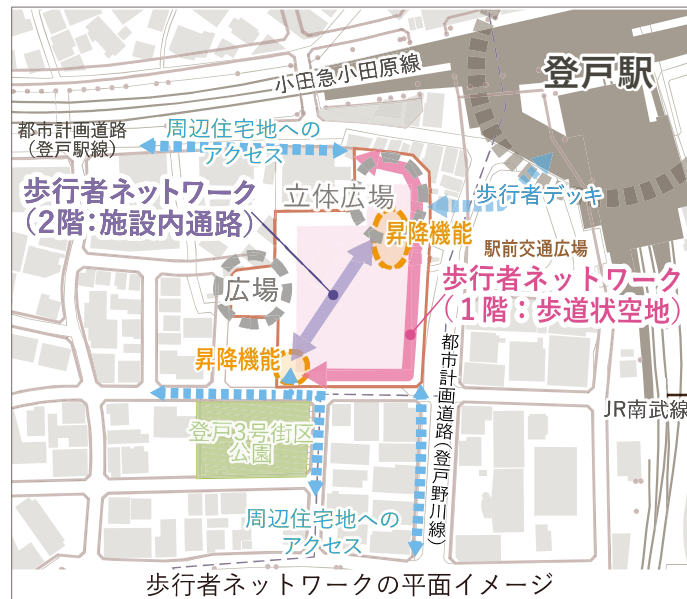 小田急小田原線
登戸駅
都市計画道路
(登戸駅線)
周辺住宅地への
アクセス
歩行者ネットワーク
(2階:施設内通路)
立体広場
歩行者デッキ
昇降機能
駅前交通広場
広場
歩行者ネットワーク
(1階:歩道状空地)
昇降機能
都市計画道路(登戸野川線)
JR南武線
登戸3号街区
公園
周辺住宅地への
アクセス
歩行者ネットワークの平面イメージ